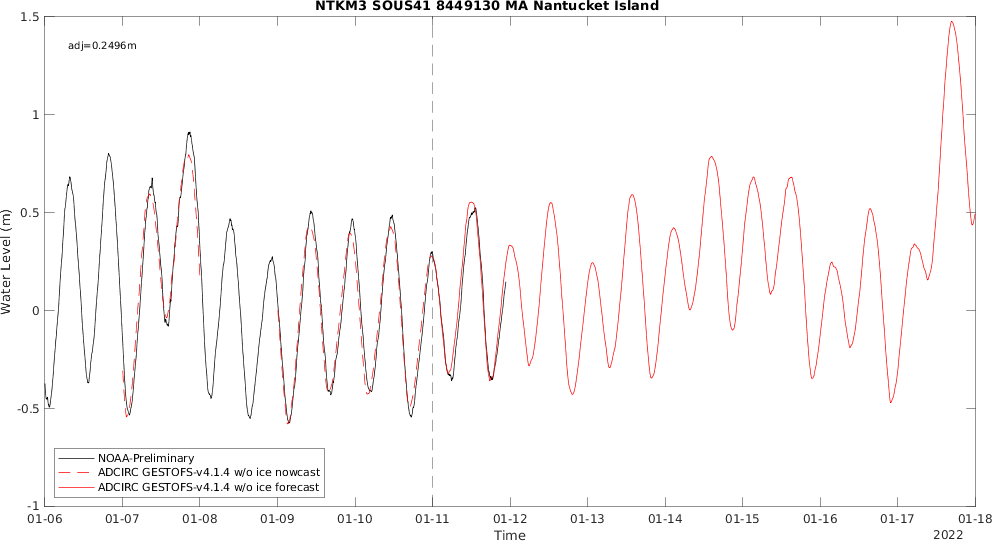 NTKM3 SOUS41 8449130 MA Nantucket Island
adj=0.2496m
Water Level (m)
1.5
1
0.5
0
-0.5
-1
NOAA-Preliminary
ADCIRC GESTOFS-v4.1.4 w/o ice nowcast
ADCIRC GESTOFS-v4.1.4 w/o ice forecast
01-06 01-07 01-08 01-09 01-10 01-11 01-12 01-13 01-14 01-15 01-16 01-17 01-18
Time
2022